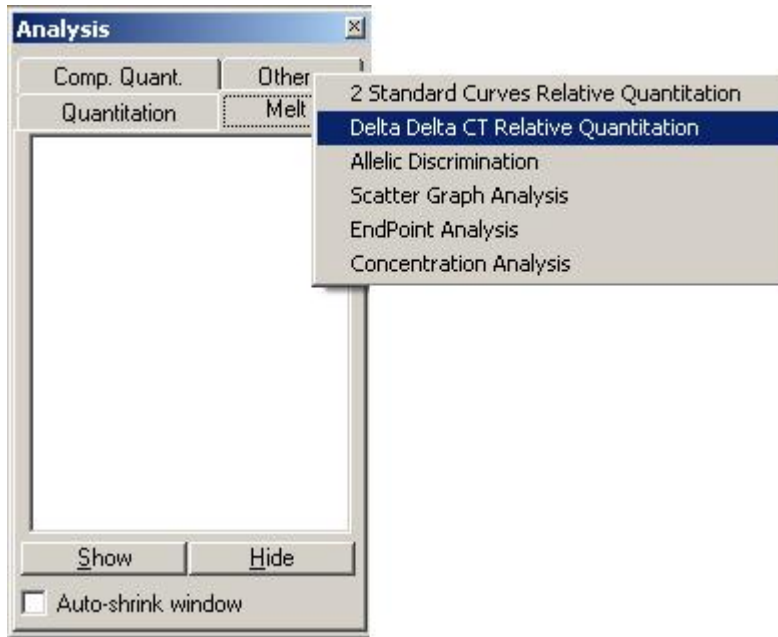 Analysis
Comp. Quant.
Other
Quantitation
Melt
2 Standard Curves Relative Quantitation
Delta Delta CT Relative Quantitation
Allelic Discrimination
Scatter Graph Analysis
EndPoint Analysis
Concentration Analysis
Show
Hide
Auto-shrink window